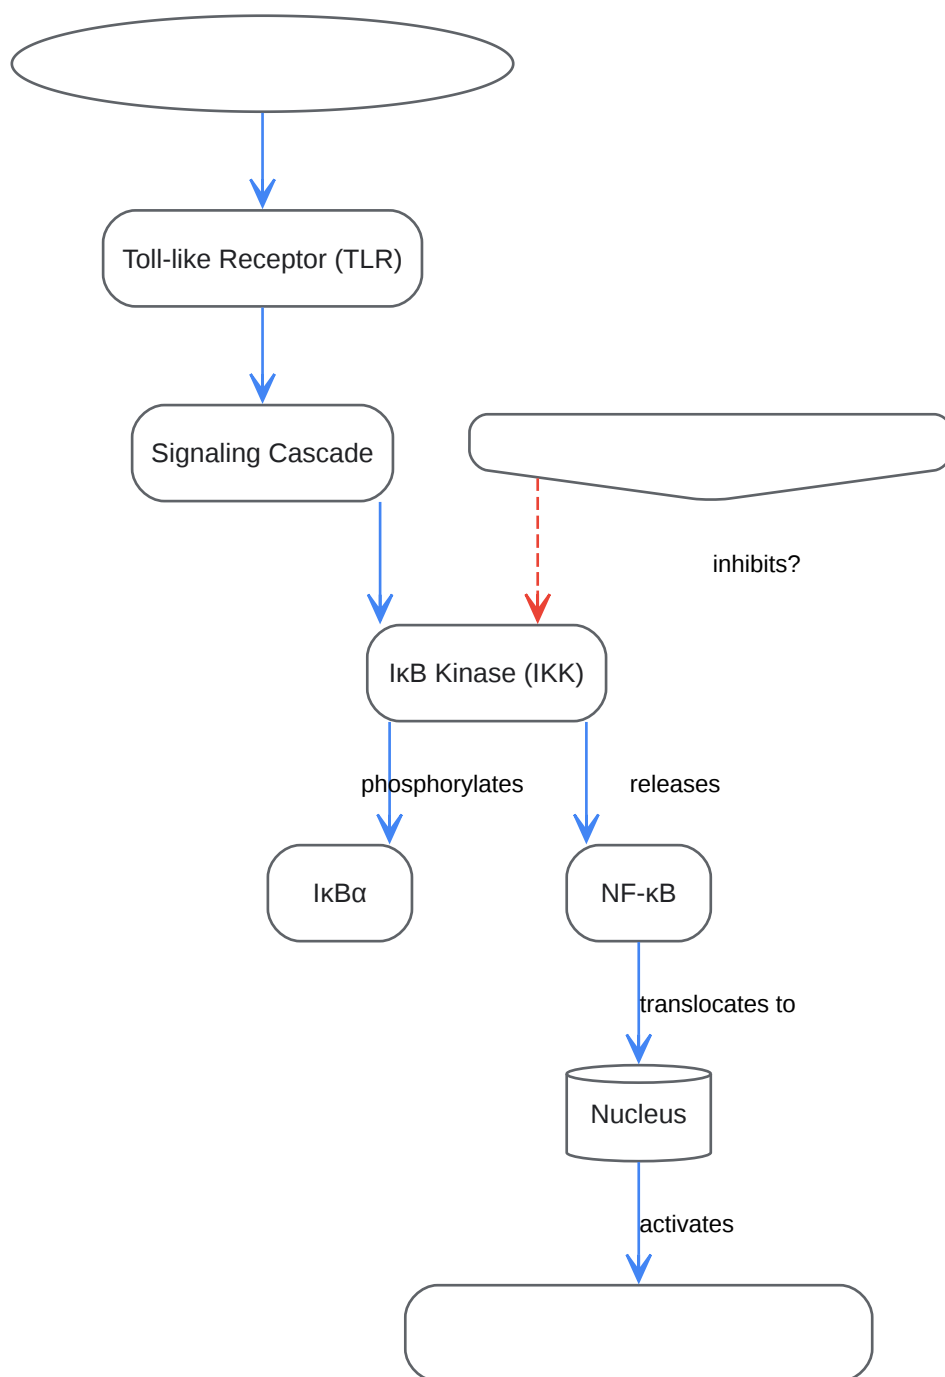 Toll-like Receptor (TLR)
Signaling Cascade
inhibits?
IκB Kinase (IKK)
phosphorylates
releases
IκBα
NF-κB
translocates to
Nucleus
activates